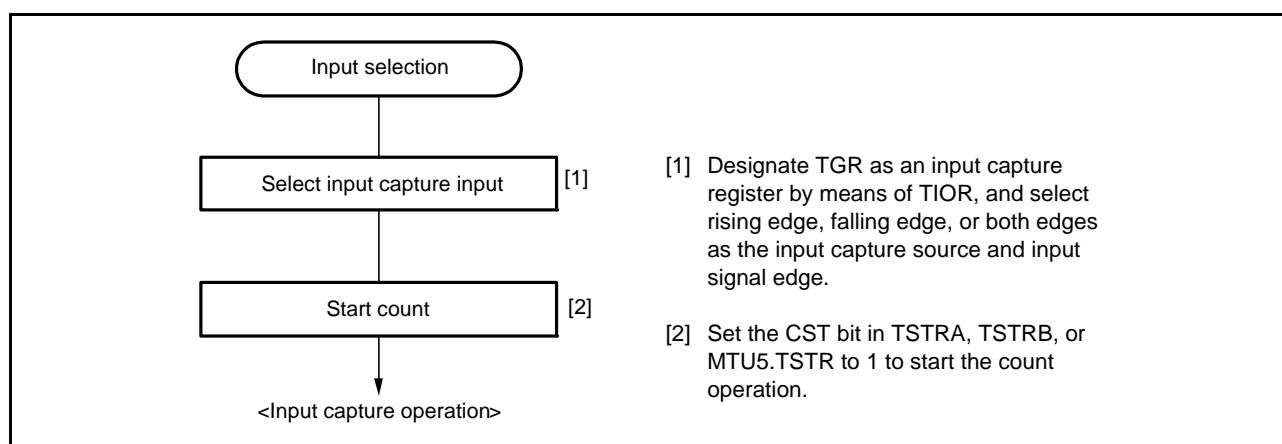 Input selection
Select input capture input
[1]
Start count
[2]
<Input capture operation>
[1] Designate TGR as an input capture
register by means of TIOR, and select
rising edge, falling edge, or both edges
as the input capture source and input
signal edge.
[2] Set the CST bit in TSTRA, TSTRB, or
MTU5.TSTR to 1 to start the count
operation.